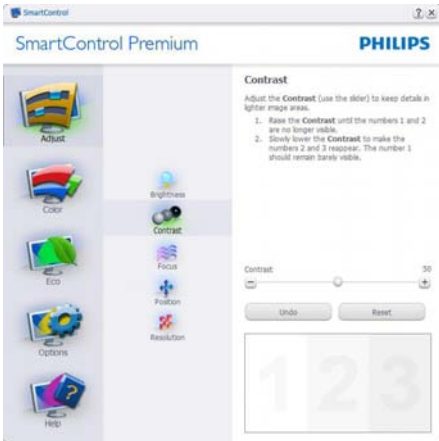 SmartControl
SmartControl Premium
PHILIPS
Adjust
Color
Eco
Options
Help
Brightness
Contrast
Focus
Position
Resolution
Contrast
Adjust the Contrast (use the slider) to keep details in
lighter image areas.
1. Raise the Contrast until the numbers 1 and 2
are no longer visible.
2. Slowly lower the Contrast to make the
numbers 2 and 3 reappear. The number 1
should remain barely visible.
Contrast 50
Undo Reset
1 2 3